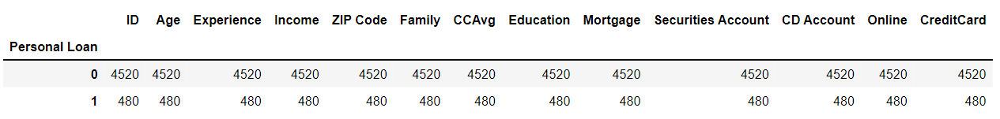 ID Age Experience Income ZIP Code Family CCAvg Education Mortgage Securities Account CD Account Online CreditCard
Personal Loan
0 4520 4520 4520 4520 4520 4520 4520 4520 4520 4520 4520 4520 4520
1 480 480 480 480 480 480 480 480 480 480 480 480 480